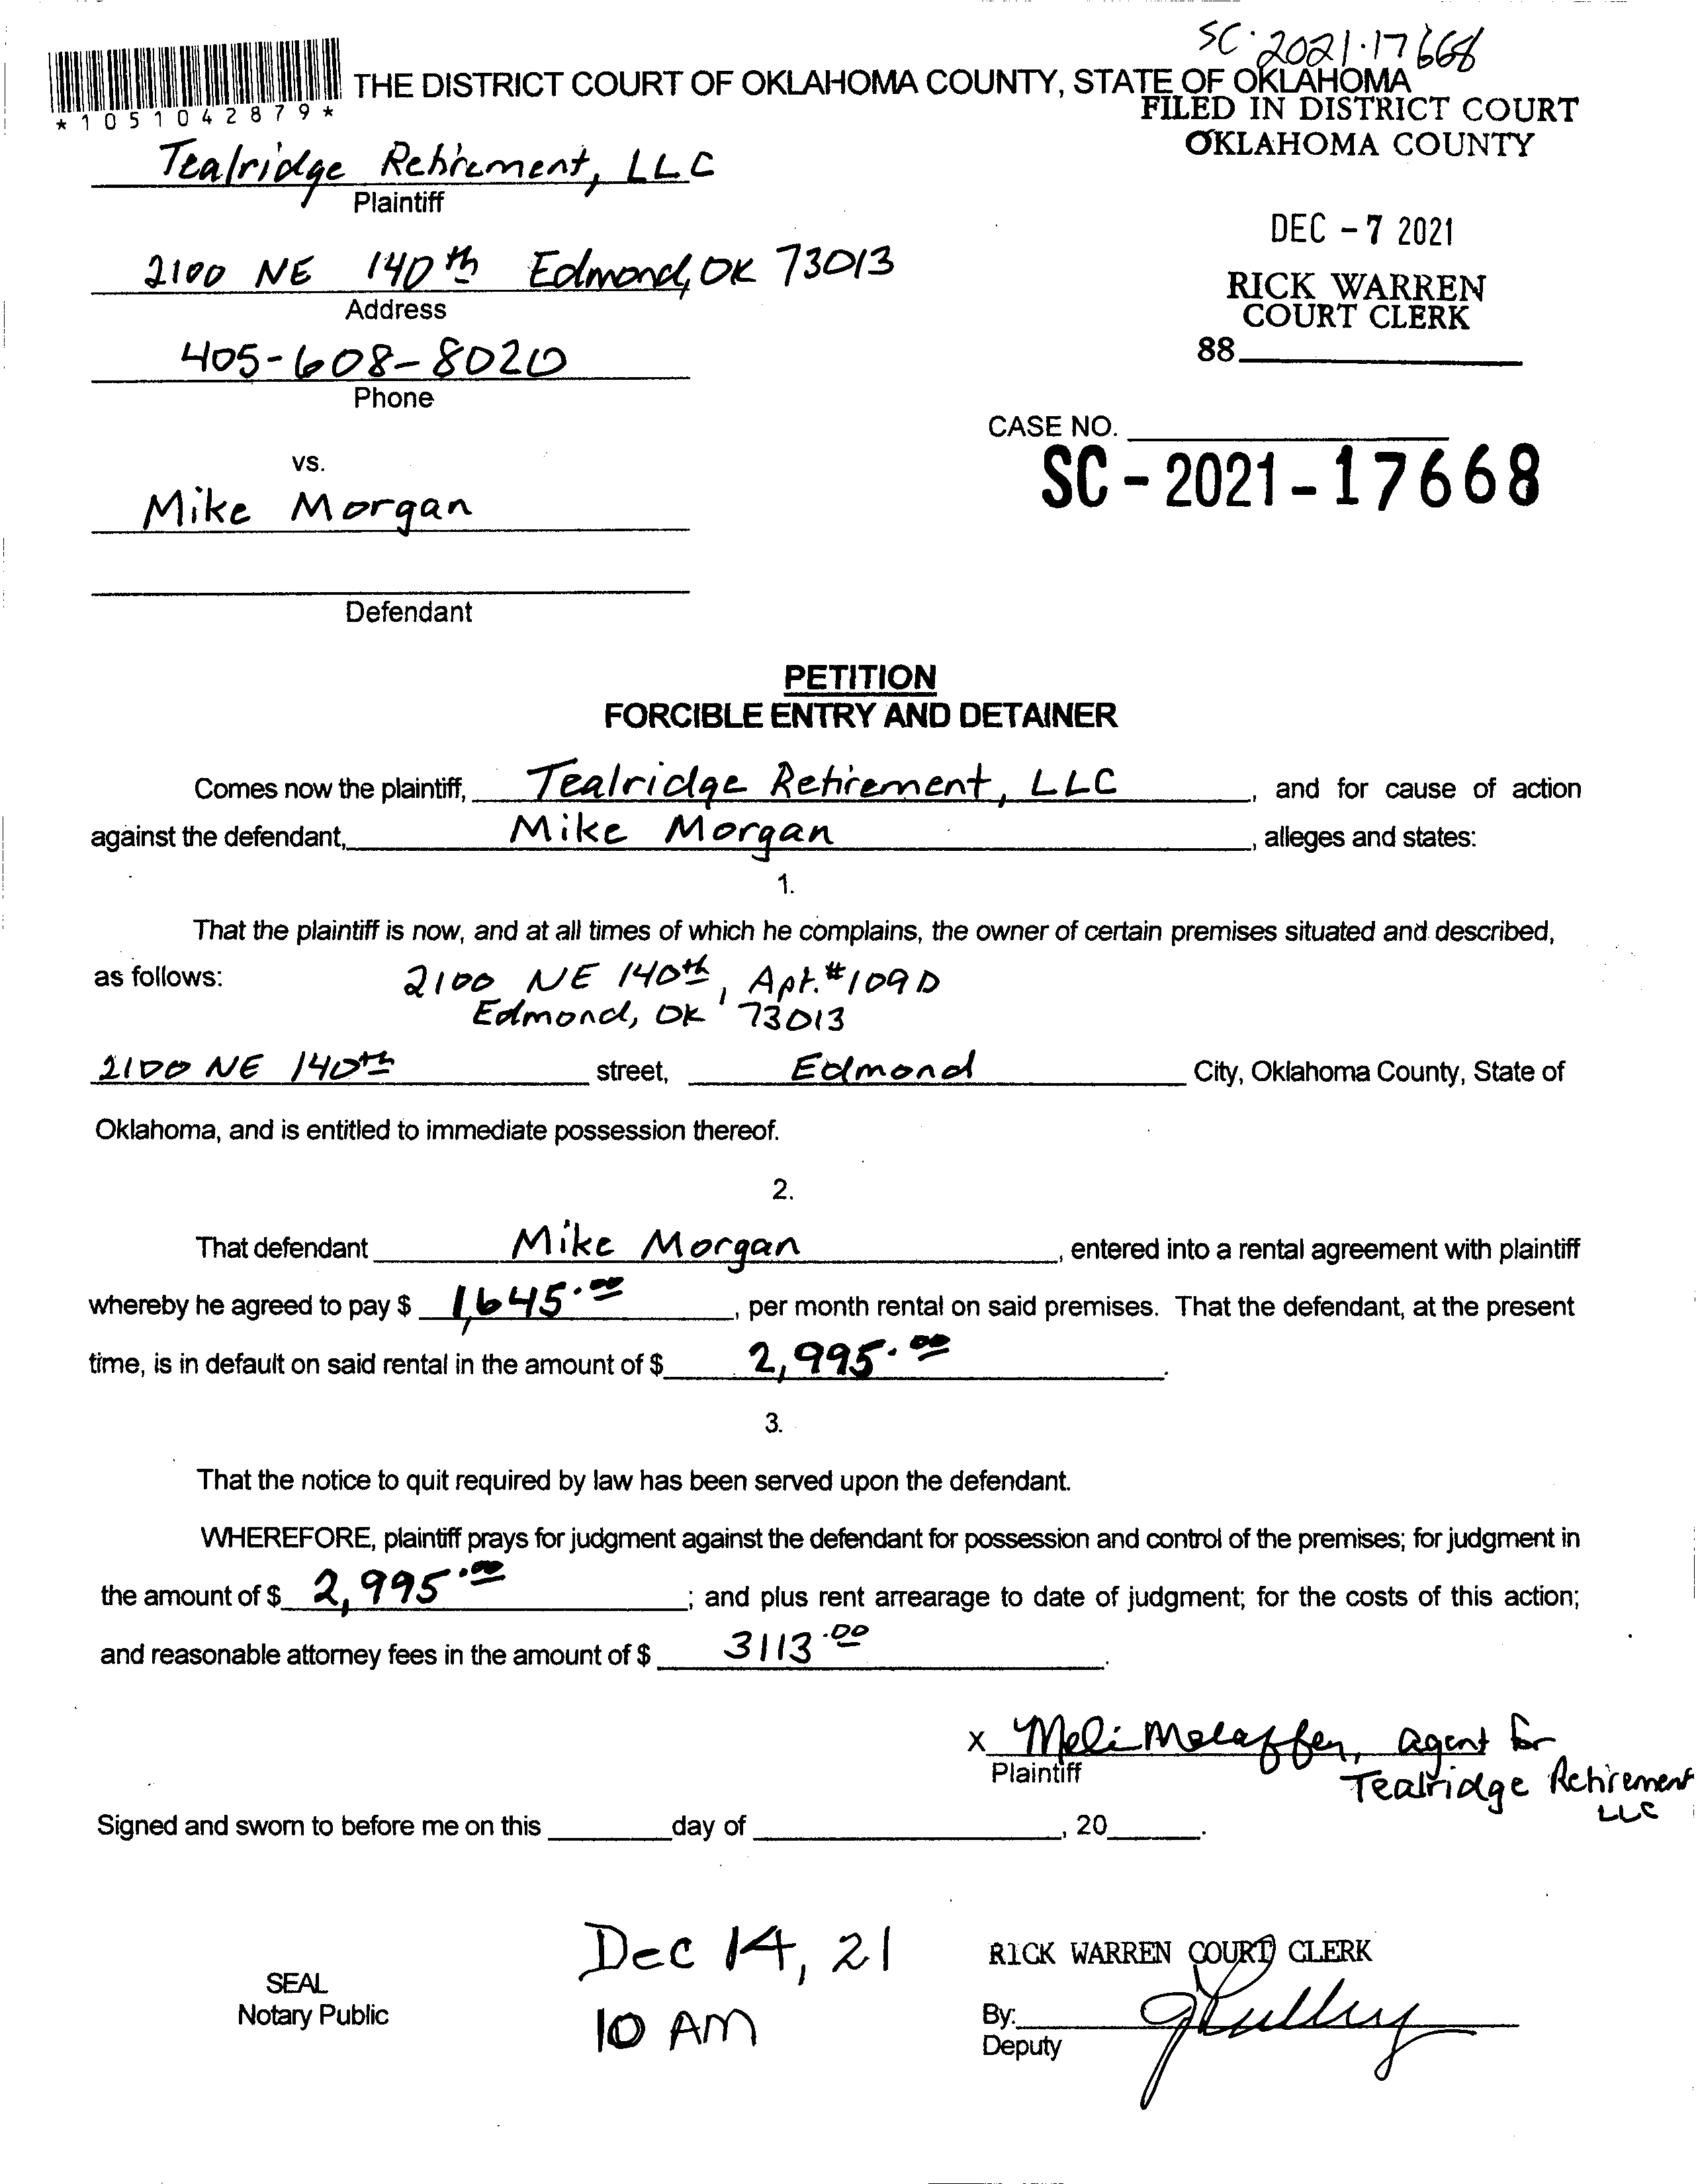 SC-2021-17668
THE DISTRICT COURT OF OKLAHOMA COUNTY, STATE OF OKLAHOMA
*1051042879*
FILED IN DISTRICT COURT
OKLAHOMA COUNTY
Tealridge Retirement, LLC
Plaintiff
DEC -7 2021
2100 NE 140th Edmond, OK 73013
Address
RICK WARREN
COURT CLERK
405-608-8020
88
Phone
CASE NO.
SC-2021-17668
vs.
Mike Morgan
Defendant
PETITION
FORCIBLE ENTRY AND DETAINER
Comes now the plaintiff, Tealridge Retirement, LLC, and for cause of action
against the defendant, Mike Morgan, alleges and states:
1.
That the plaintiff is now, and at all times of which he complains, the owner of certain premises situated and described,
as follows: 2100 NE 140th, Apt. #109D
Edmond, OK 73013
2100 NE 140th street, Edmond City, Oklahoma County, State of
Oklahoma, and is entitled to immediate possession thereof.
2.
That defendant Mike Morgan, entered into a rental agreement with plaintiff
whereby he agreed to pay $ 1,645.00, per month rental on said premises. That the defendant, at the present
time, is in default on said rental in the amount of $ 2,995.00.
3.
That the notice to quit required by law has been served upon the defendant.
WHEREFORE, plaintiff prays for judgment against the defendant for possession and control of the premises; for judgment in
the amount of $ 2,995.00; and plus rent arrearage to date of judgment; for the costs of this action;
and reasonable attorney fees in the amount of $ 3113.00.
x Meli , agent for
Plaintiff
Tealridge Retirement
LLC
Signed and sworn to before me on this ____ day of ____, 20____.
Dec 14, 21
10 AM
SEAL
Notary Public
RICK WARREN COURT CLERK
By:
Deputy